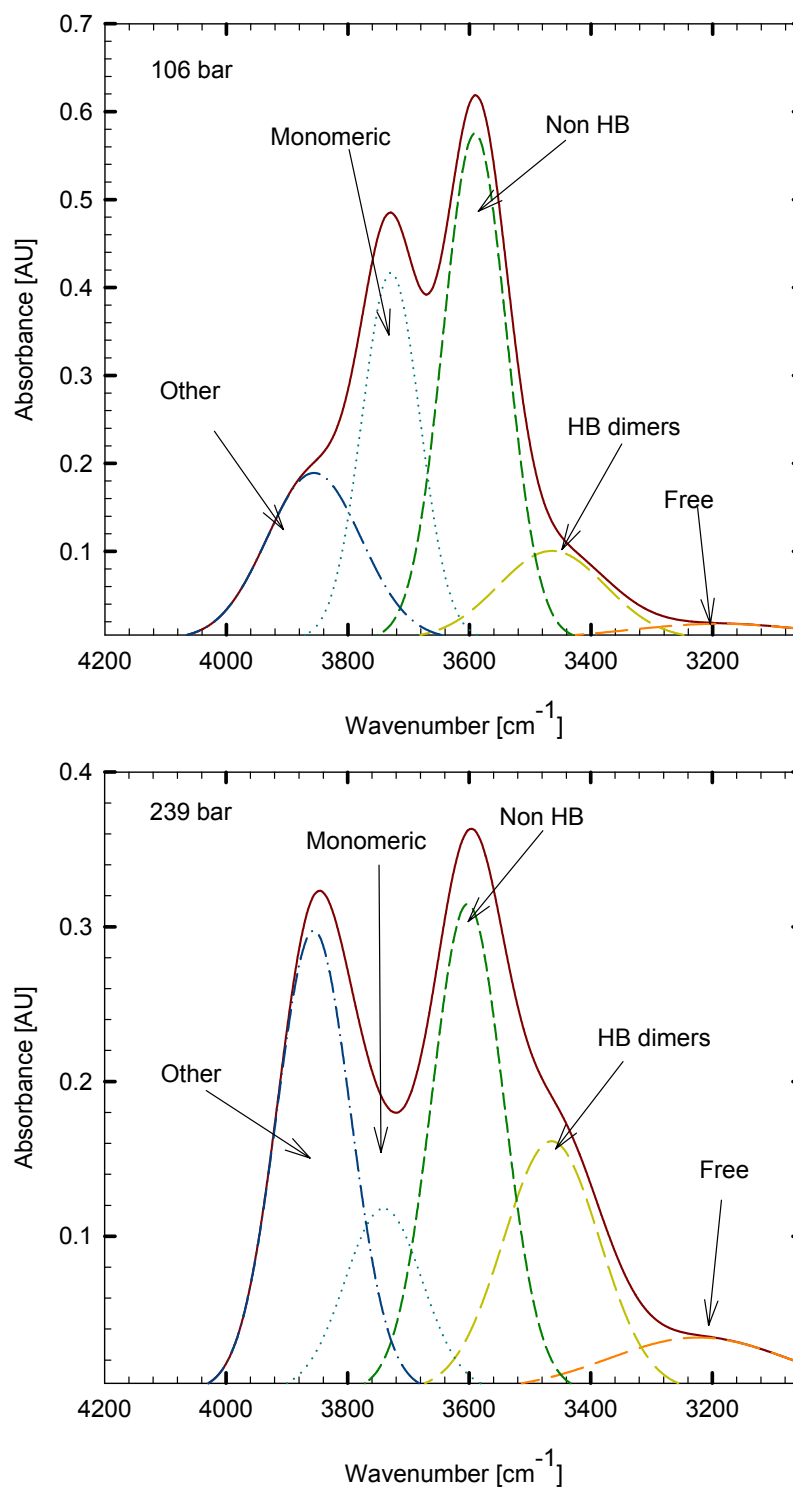 0.7
106 bar
Non HB
Monomeric
0.6
0.5
0.4
Absorbance [AU]
0.3
Other
HB dimers
0.2
Free
0.1
4200 4000 3800 3600 3400 3200
Wavenumber [cm-1]
0.4
239 bar
Non HB
Monomeric
0.3
HB dimers
Absorbance [AU]
Other
0.2
Free
0.1
4200 4000 3800 3600 3400 3200
Wavenumber [cm-1]